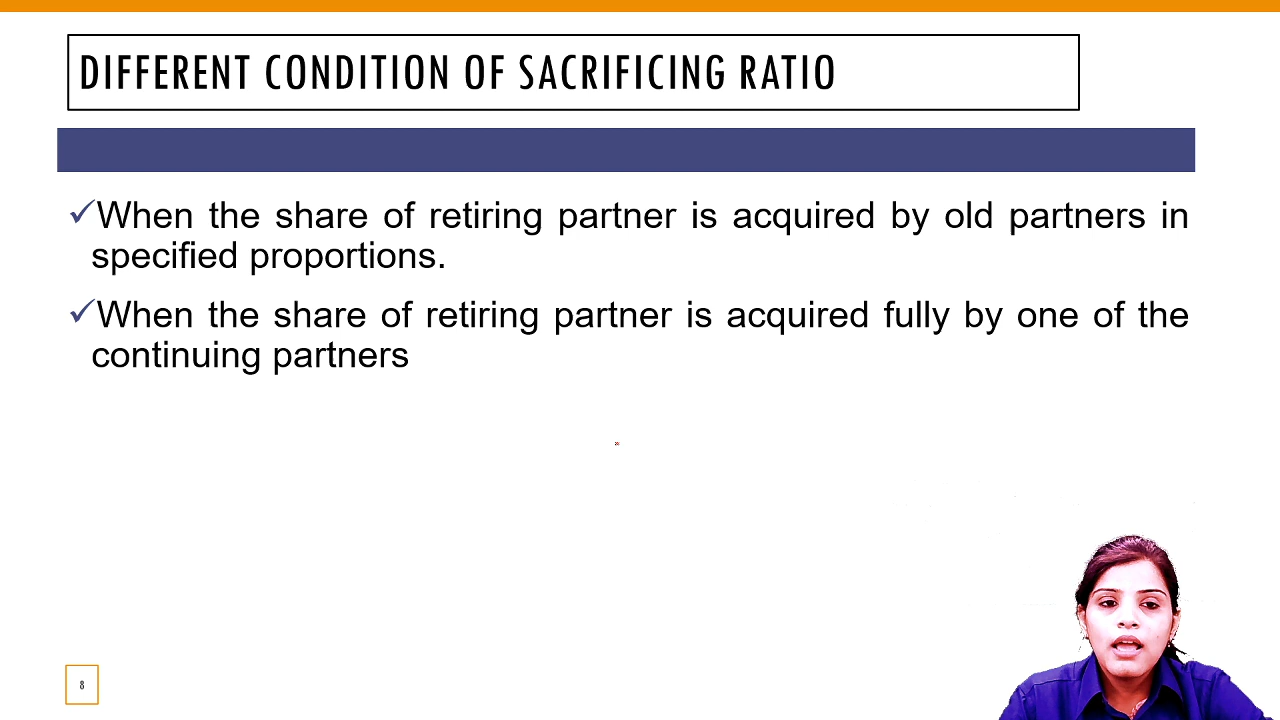 DIFFERENT CONDITION OF SACRIFICING RATIO
✓When the share of retiring partner is acquired by old partners in
specified proportions.
✓When the share of retiring partner is acquired fully by one of the
continuing partners
8